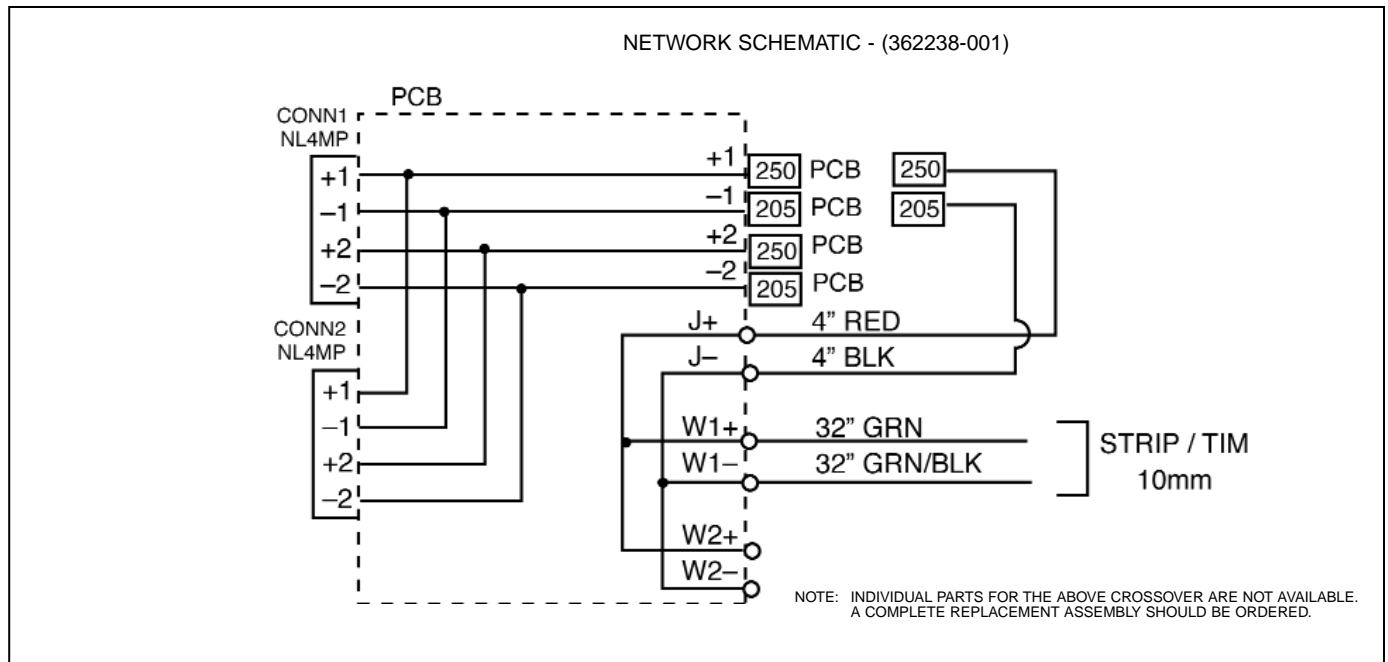 NETWORK SCHEMATIC - (362238-001)
PCB
CONN1
NL4MP
+1
–1
+2
–2
+1
–1
+2
–2
250 PCB
205 PCB
250 PCB
205 PCB
250
205
CONN2
NL4MP
+1
–1
+2
–2
J+ 4” RED
J– 4” BLK
W1+ 32” GRN
W1– 32” GRN/BLK
STRIP / TIM
10mm
W2+
W2–
NOTE: INDIVIDUAL PARTS FOR THE ABOVE CROSSOVER ARE NOT AVAILABLE.
A COMPLETE REPLACEMENT ASSEMBLY SHOULD BE ORDERED.